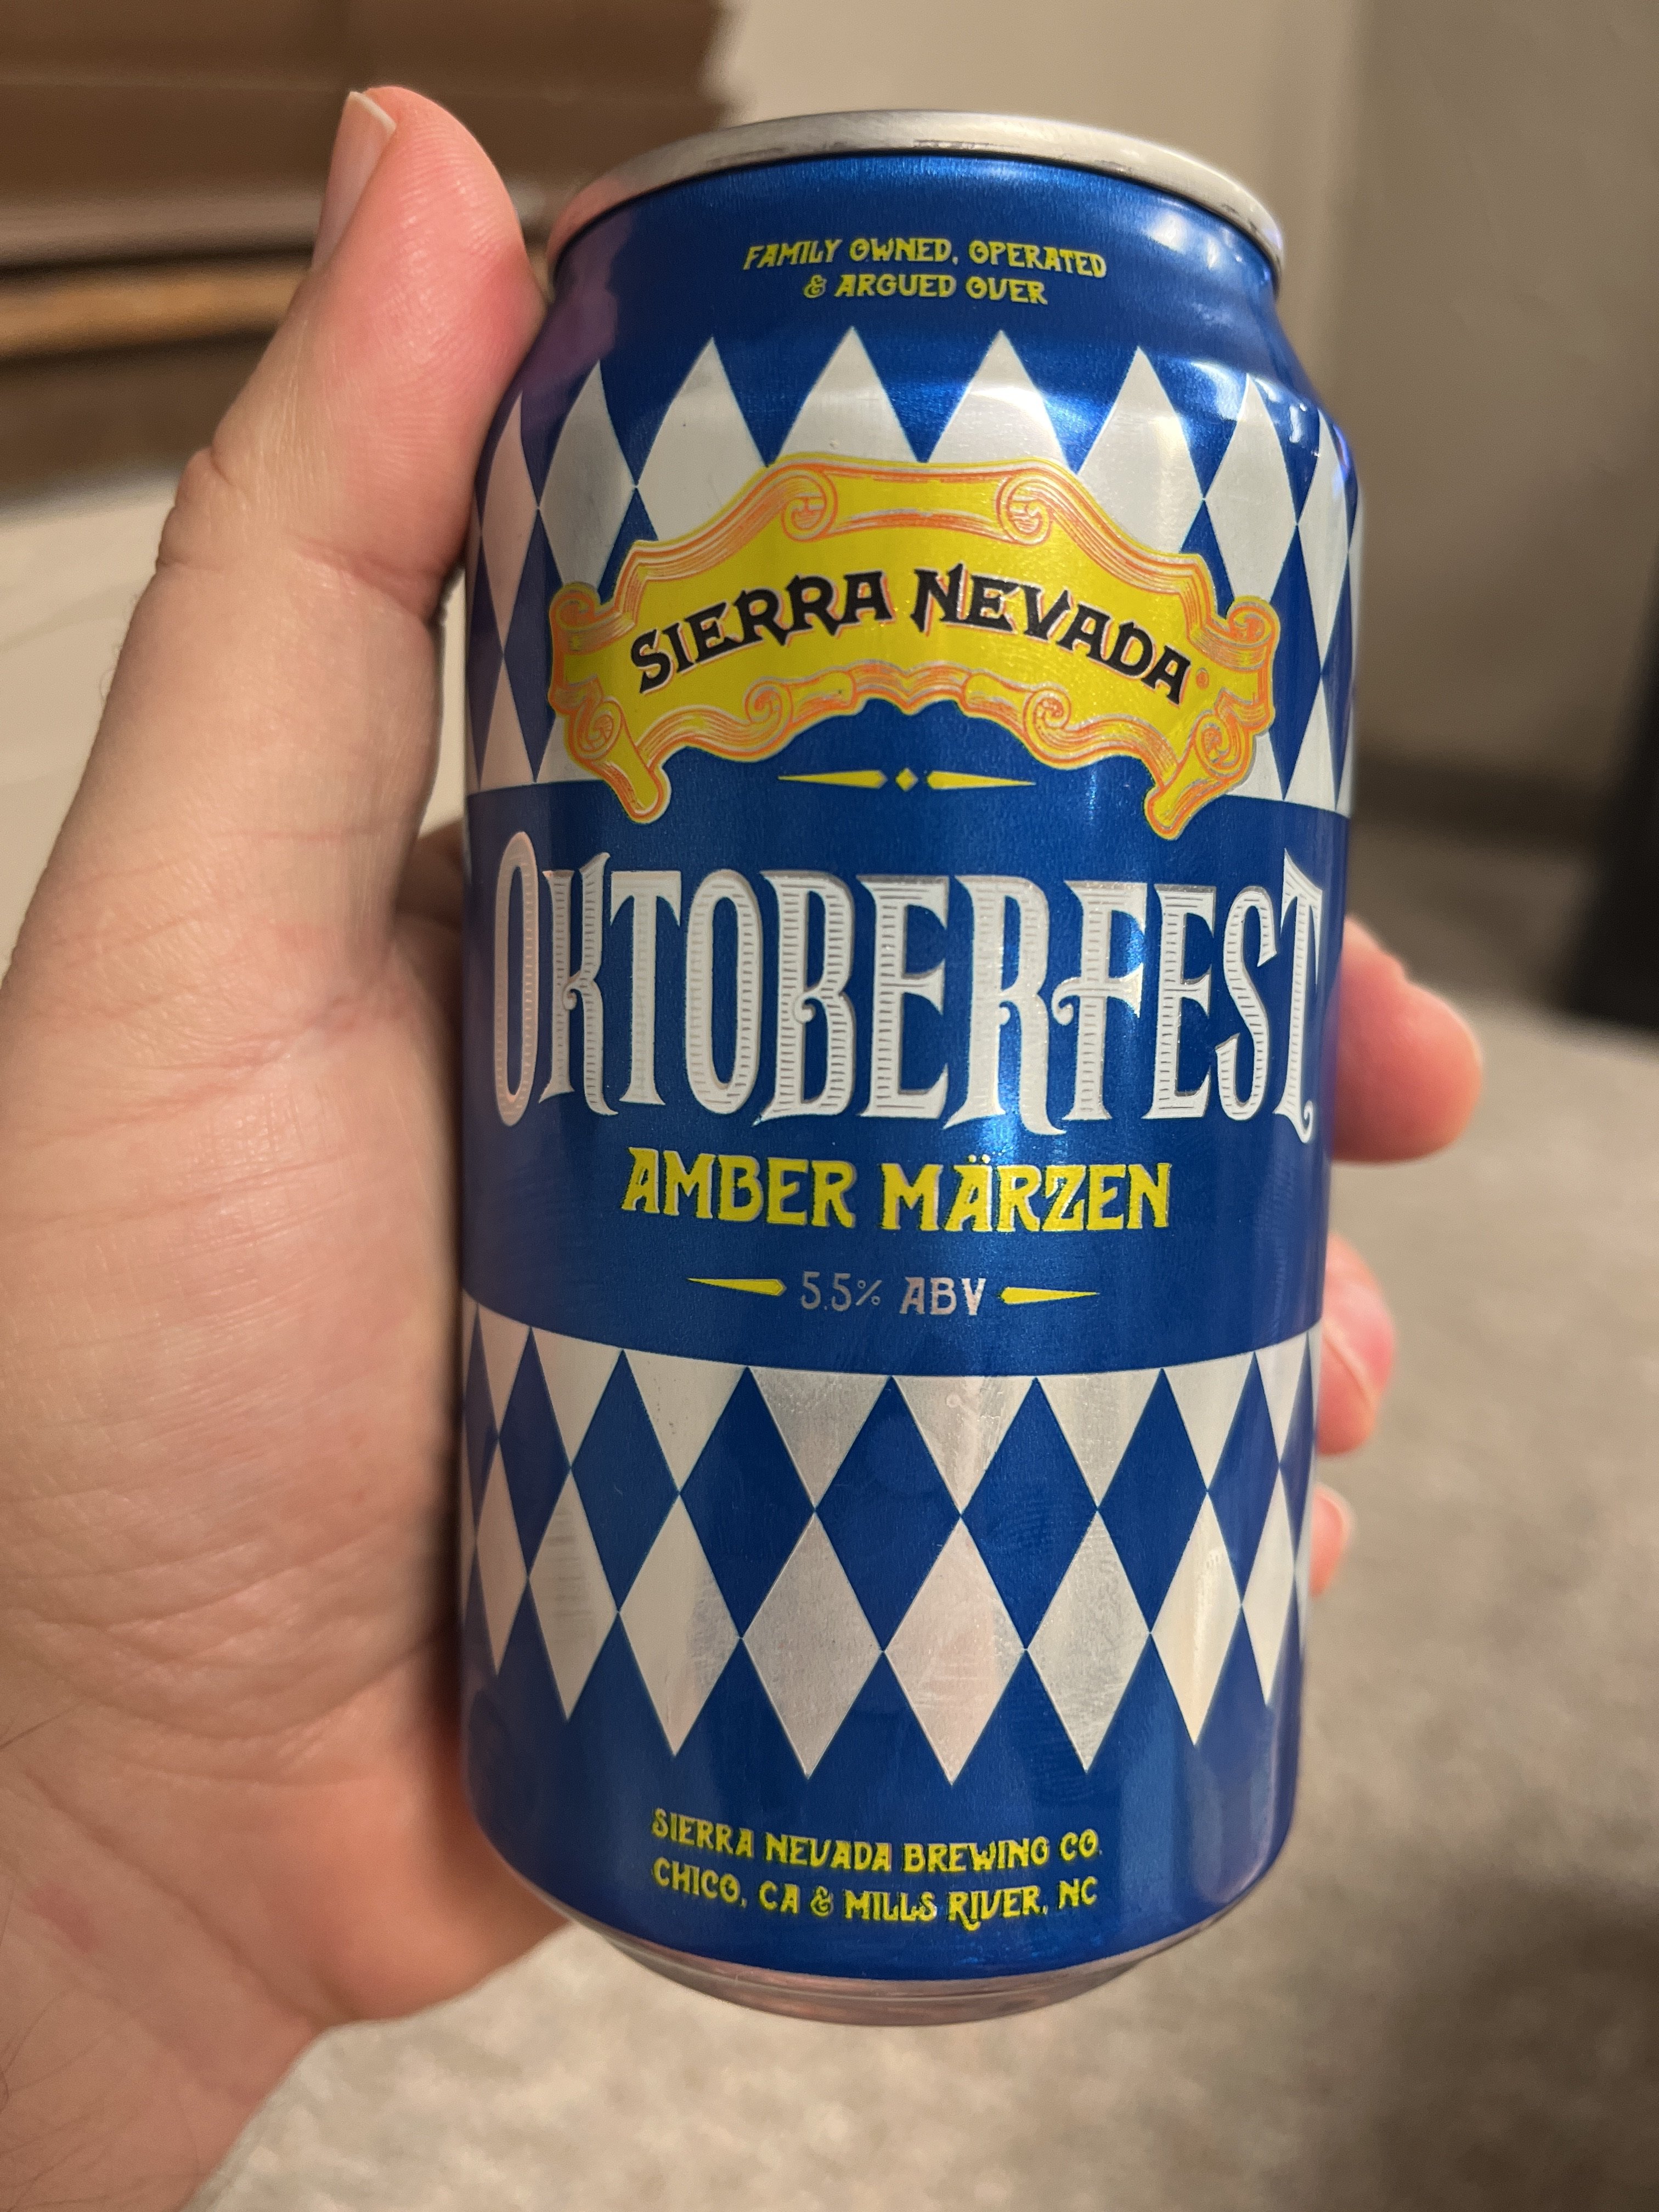 FAMILY OWNED, OPERATED
& ARGUED OVER
SIERRA NEVADA®
OKTOBERFEST
AMBER MÄRZEN
5.5% ABV
SIERRA NEVADA BREWING CO.
CHICO, CA & MILLS RIVER, NC